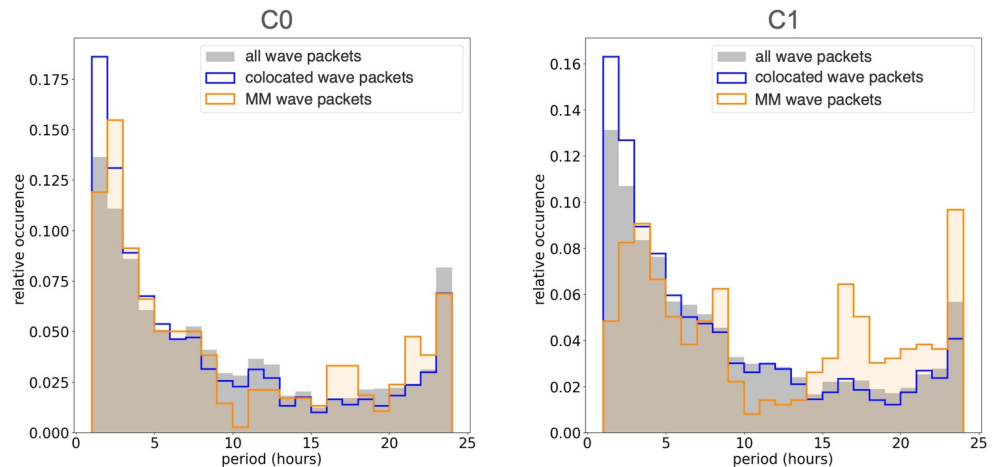 C0
all wave packets
colocated wave packets
MM wave packets
relative occurence
0.175
0.150
0.125
0.100
0.075
0.050
0.025
0.000
0 5 10 15 20 25
period (hours)
C1
all wave packets
colocated wave packets
MM wave packets
relative occurence
0.16
0.14
0.12
0.10
0.08
0.06
0.04
0.02
0.00
0 5 10 15 20 25
period (hours)